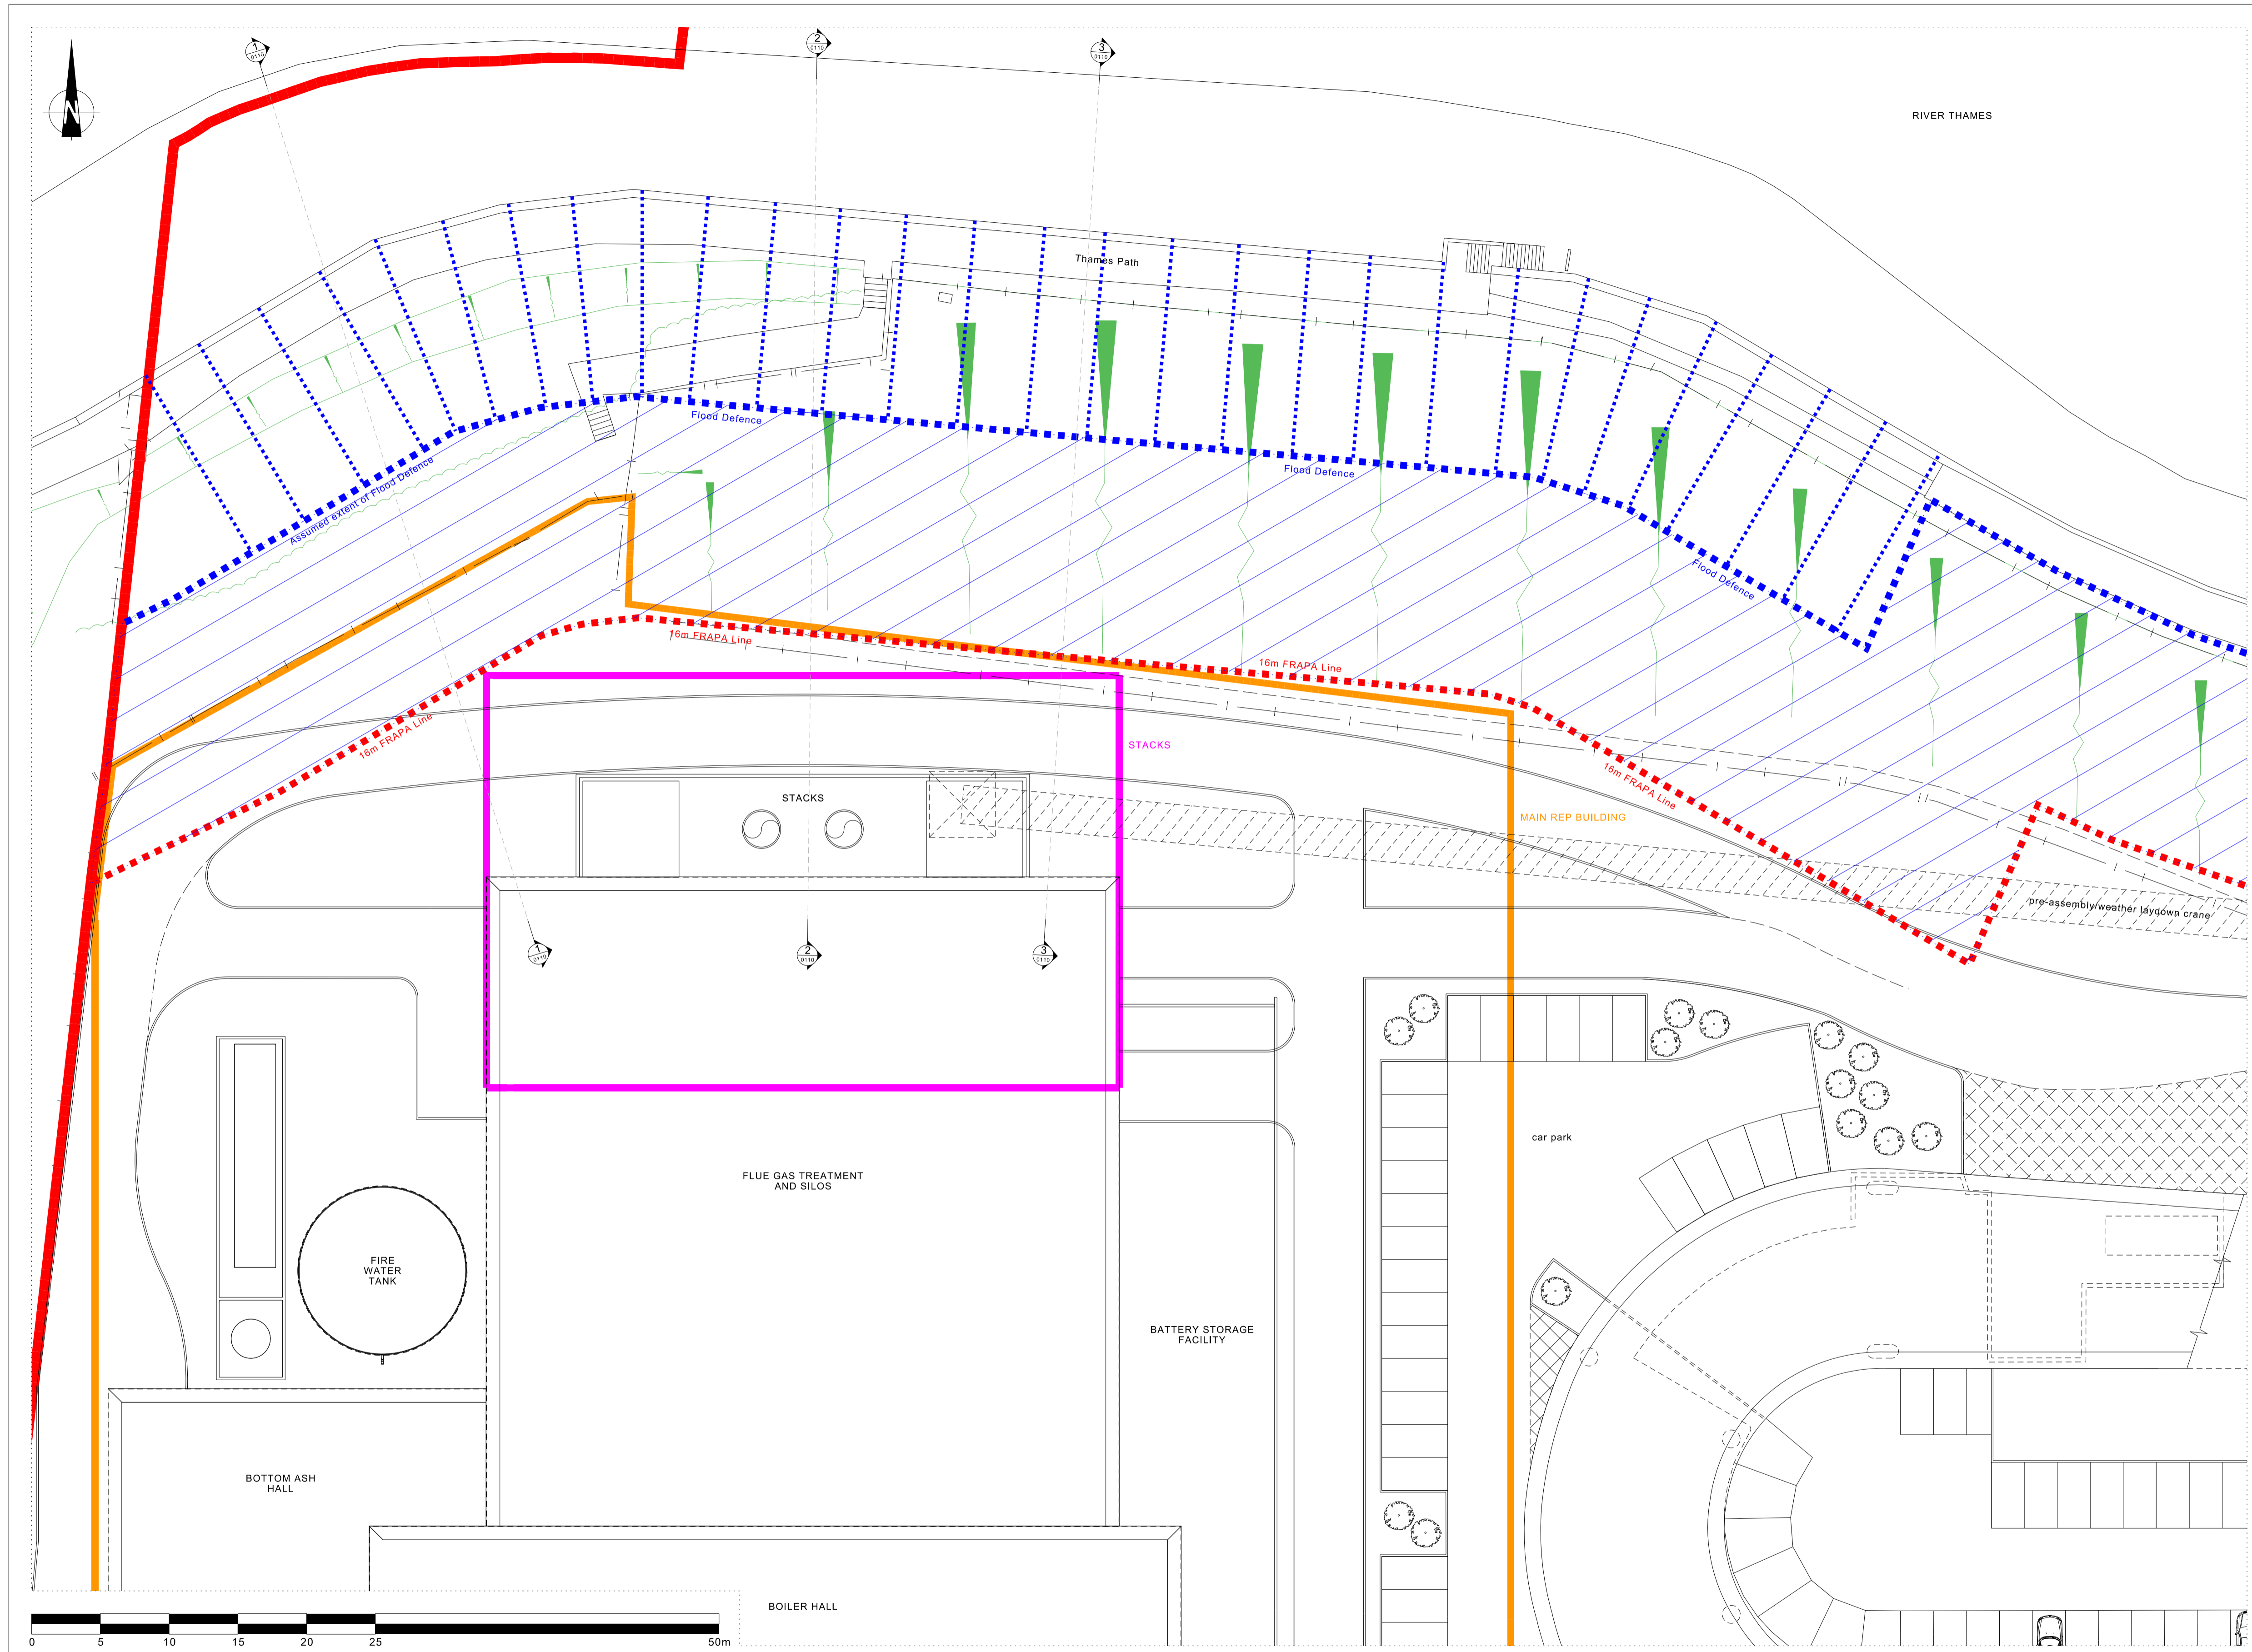 1
0110
2
0110
3
0110
N
RIVER THAMES
Thames Path
Flood Defence
Flood Defence
Assumed extent of Flood Defence
Flood Defence
16m FRAPA Line
16m FRAPA Line
16m FRAPA Line
STACKS
16m FRAPA Line
STACKS
MAIN REP BUILDING
pre-assembly/weather laydown crane
1
0110
2
0110
3
0110
car park
FLUE GAS TREATMENT
AND SILOS
FIRE
WATER
TANK
BATTERY STORAGE
FACILITY
BOTTOM ASH
HALL
BOILER HALL
0 5 10 15 20 25 50m